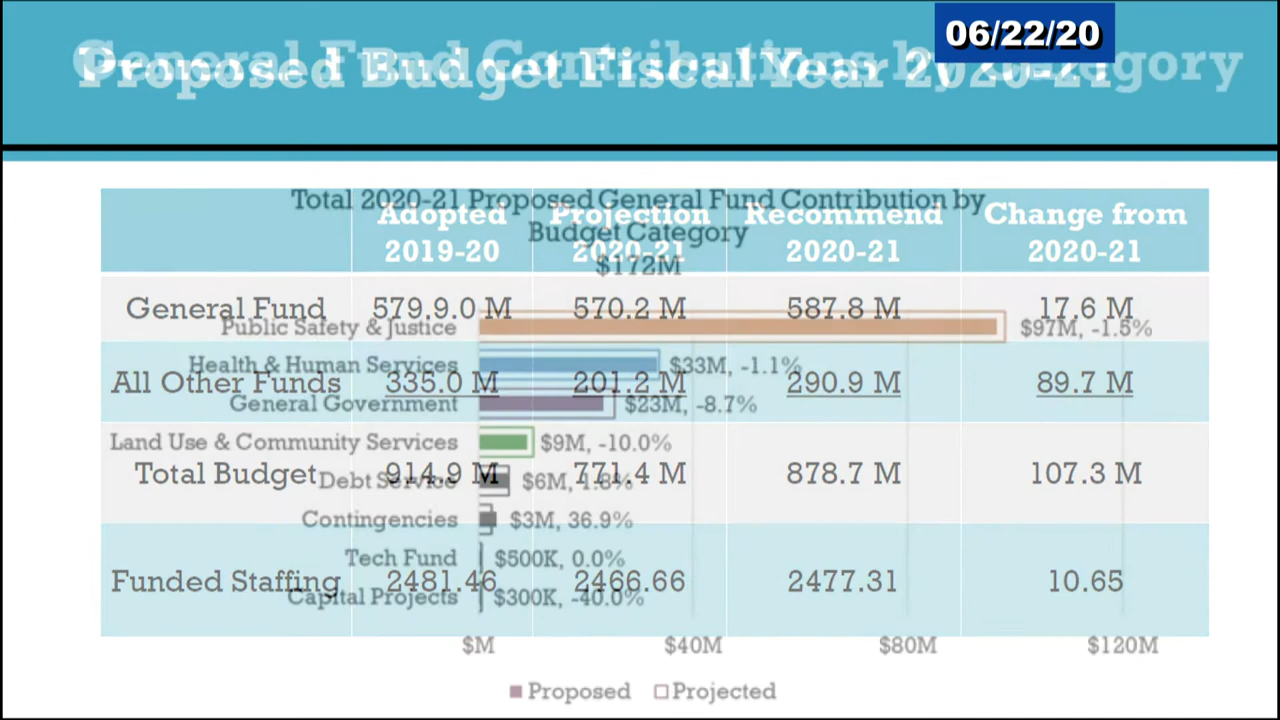 06/22/20
General Fund Contributions by Category
Proposed Budget Fiscal Year 2020-21
Adopted 2019-20 Projection 2020-21 Recommend 2020-21 Change from 2020-21
General Fund 579.9.0 M 570.2 M 587.8 M 17.6 M
All Other Funds 335.0 M 201.2 M 290.9 M 89.7 M
Total Budget 914.9 M 771.4 M 878.7 M 107.3 M
Funded Staffing 2481.46 2466.66 2477.31 10.65
Total 2020-21 Proposed General Fund Contribution by
Budget Category
$172M
Public Safety & Justice $97M, -1.5%
Health & Human Services $33M, -1.1%
General Government $23M, -8.7%
Land Use & Community Services $9M, -10.0%
Debt Service $6M, 1.8%
Contingencies $3M, 36.9%
Tech Fund $500K, 0.0%
Capital Projects $300K, -40.0%
$M $40M $80M $120M
Proposed Projected